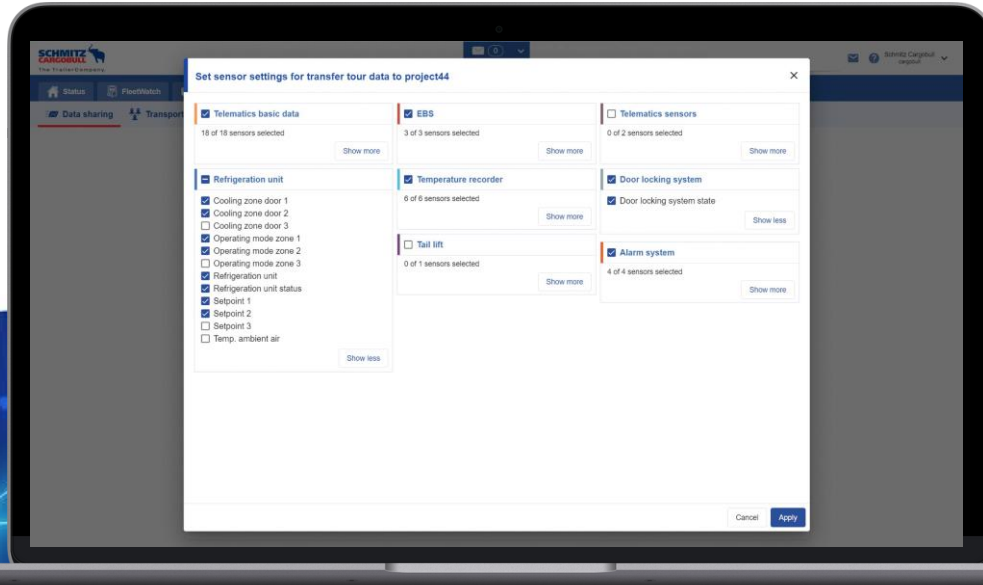 SCHMITZ
CARGOBULL
The Trailer Company.
0
Schmitz Cargobull
cargobull
Status
FleetWatch
Data sharing
Transport
Set sensor settings for transfer tour data to project44
Telematics basic data
18 of 18 sensors selected
Show more
EBS
3 of 3 sensors selected
Show more
Telematics sensors
0 of 2 sensors selected
Show more
Refrigeration unit
Cooling zone door 1
Cooling zone door 2
Cooling zone door 3
Operating mode zone 1
Operating mode zone 2
Operating mode zone 3
Refrigeration unit
Refrigeration unit status
Setpoint 1
Setpoint 2
Setpoint 3
Temp. ambient air
Show less
Temperature recorder
6 of 6 sensors selected
Show more
Tail lift
0 of 1 sensors selected
Show more
Door locking system
Door locking system state
Show less
Alarm system
4 of 4 sensors selected
Show more
Cancel
Apply